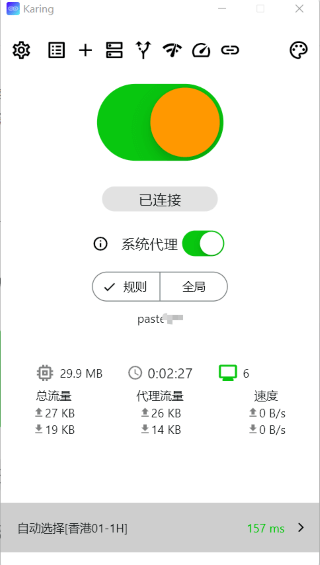 Karing
已连接
系统代理
规则 全局
paste
29.9 MB 0:02:27 6
总流量 代理流量 速度
27 KB 26 KB 0 B/s
19 KB 14 KB 0 B/s
自动选择[香港01-1H] 157 ms